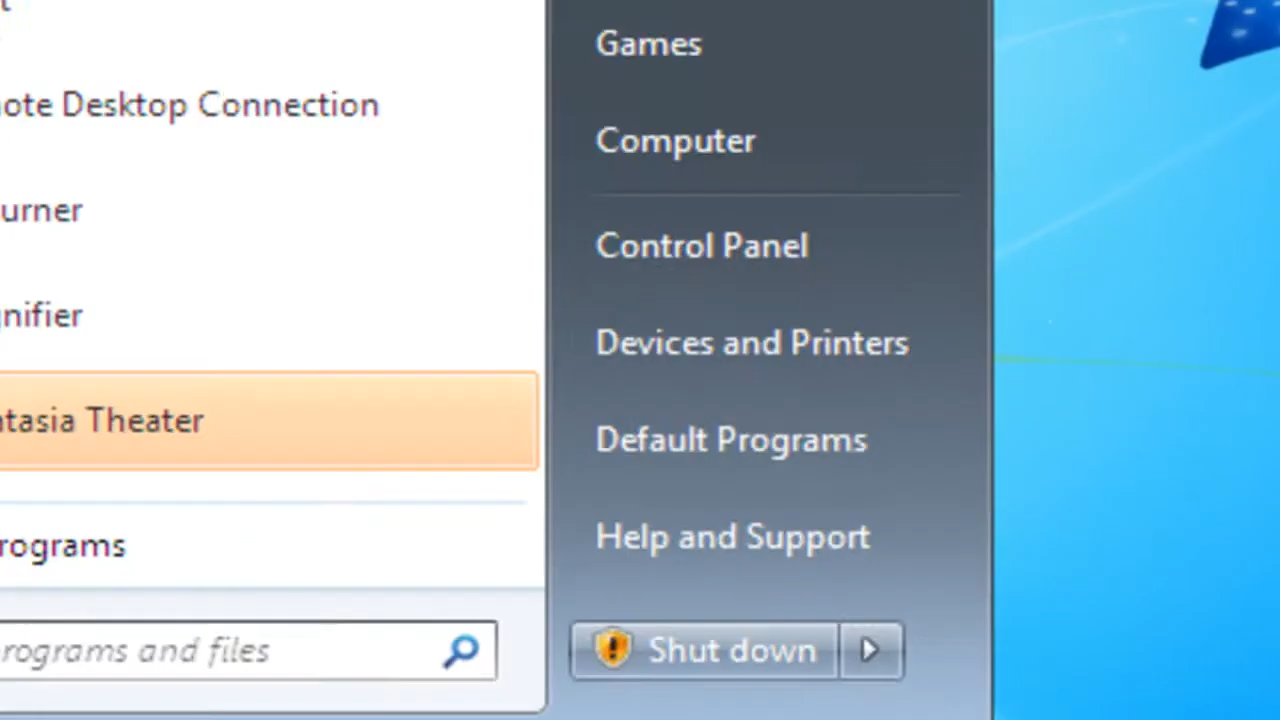 ote Desktop Connection
urner
nifier
tasia Theater
rograms
rograms and files
Games
Computer
Control Panel
Devices and Printers
Default Programs
Help and Support
Shut down